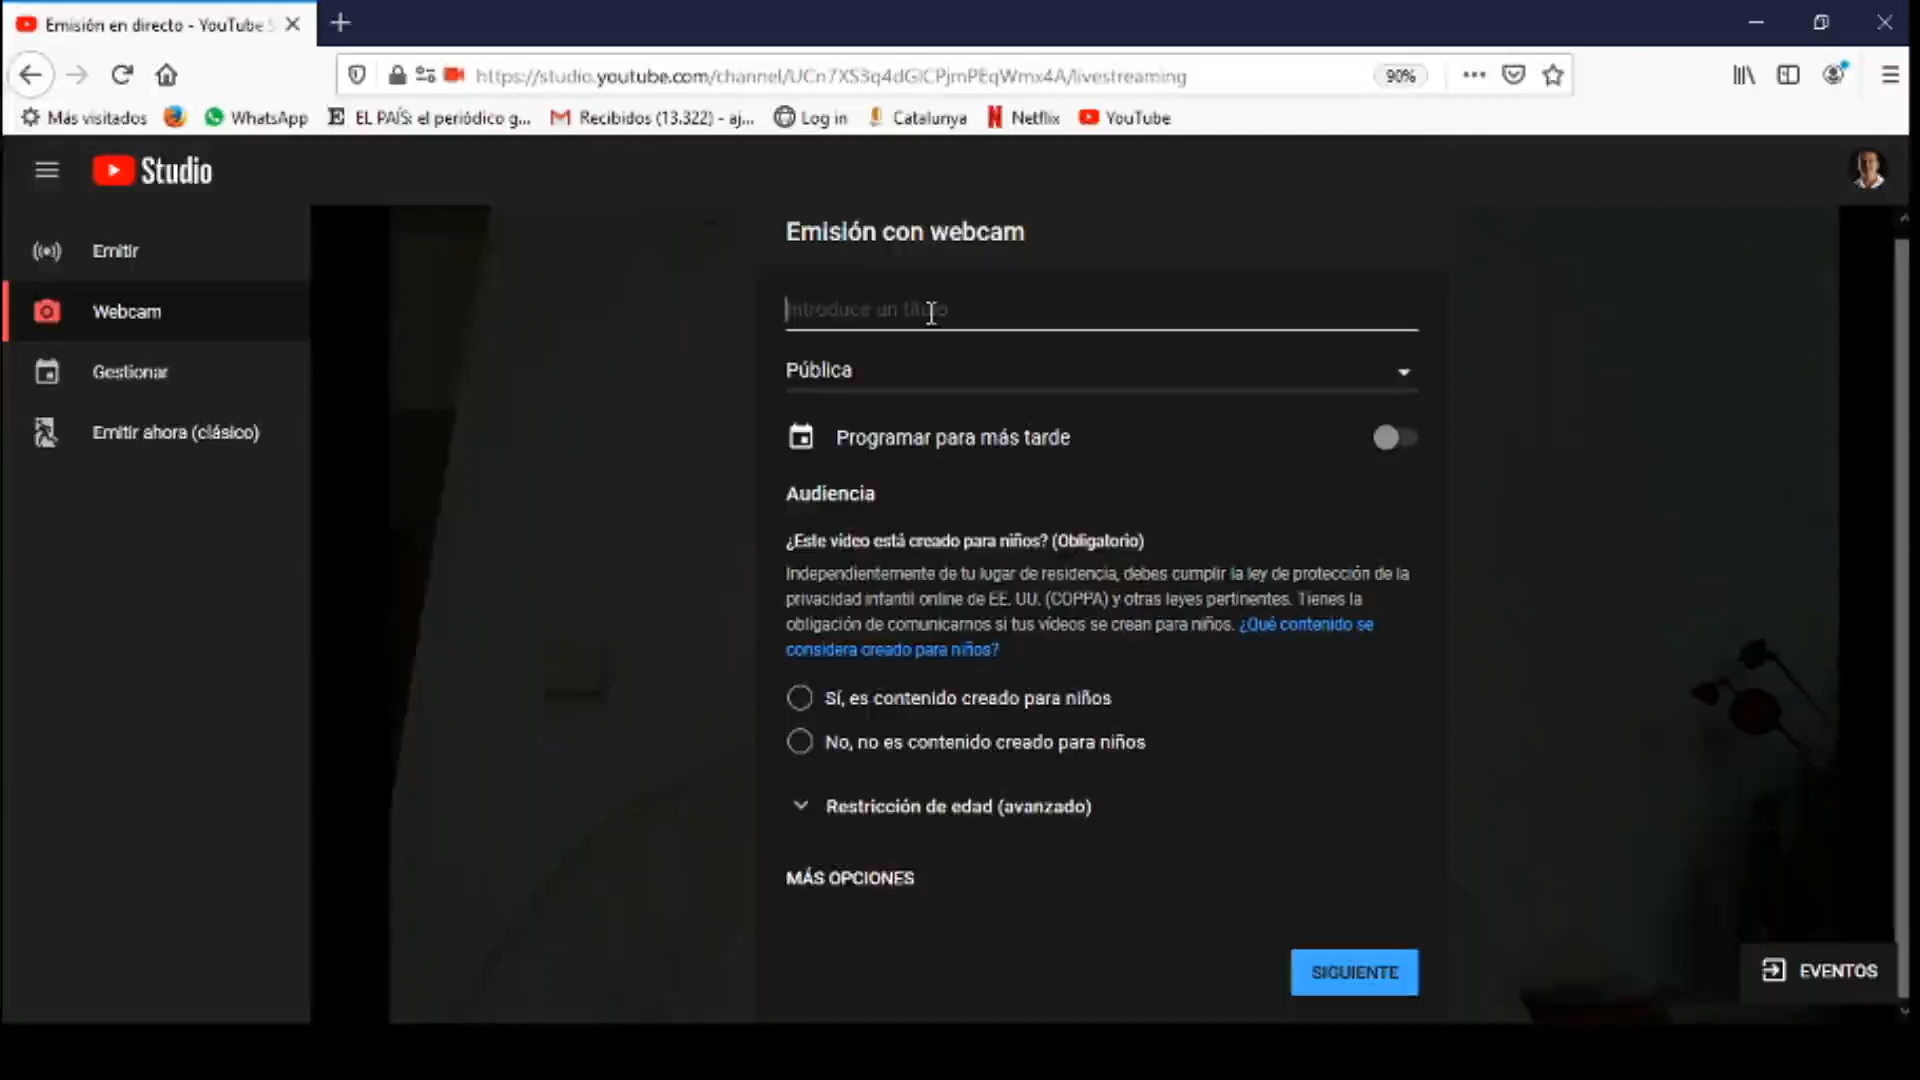 Emisión en directo - YouTube S
https://studio.youtube.com/channel/UCn7XS3q4dGlCPjmPEqWmx4A/livestreaming
90%
Más visitados
WhatsApp
EL PAÍS: el periódico g...
Recibidos (13.322) - aj...
Log in
Catalunya
Netflix
YouTube
Studio
Emitir
Webcam
Gestionar
Emitir ahora (clásico)
Emisión con webcam
Introduce un título
Pública
Programar para más tarde
Audiencia
¿Este vídeo está creado para niños? (Obligatorio)
Independientemente de tu lugar de residencia, debes cumplir la ley de protección de la
privacidad infantil online de EE. UU. (COPPA) y otras leyes pertinentes. Tienes la
obligación de comunicarnos si tus vídeos se crean para niños. ¿Qué contenido se
considera creado para niños?
Sí, es contenido creado para niños
No, no es contenido creado para niños
Restricción de edad (avanzado)
MÁS OPCIONES
SIGUIENTE
EVENTOS